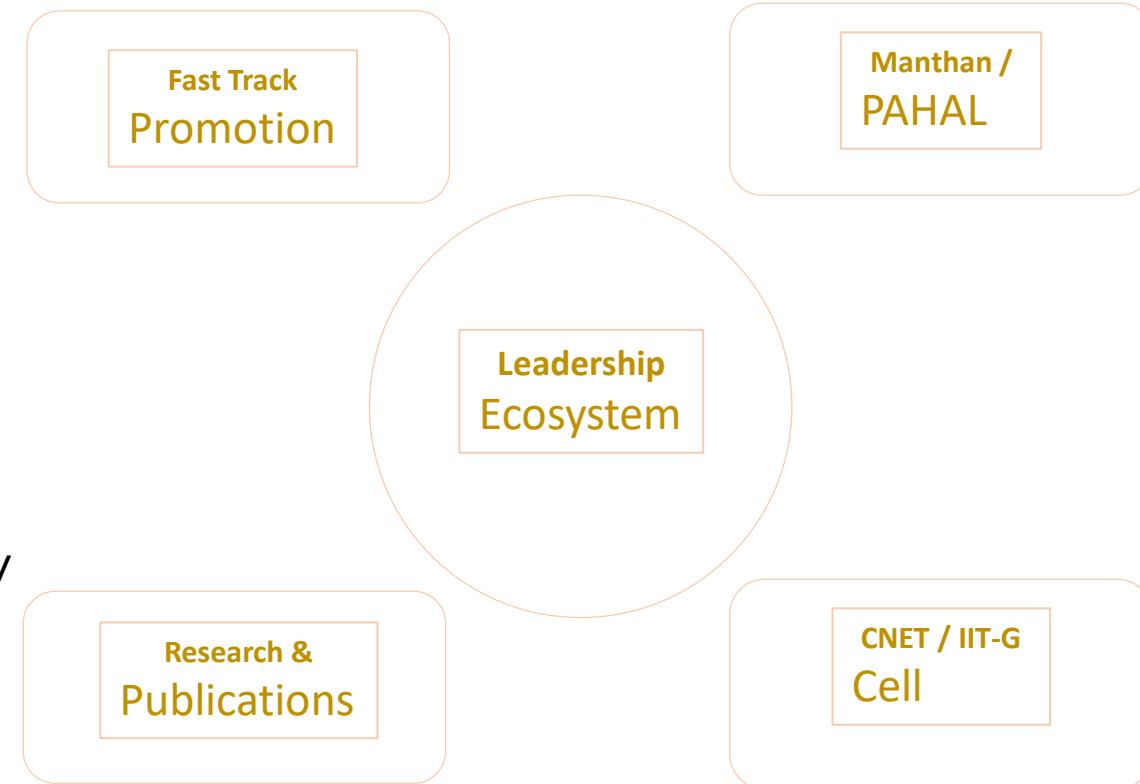 Fast Track
Promotion
Manthan /
PAHAL
Leadership
Ecosystem
/
Research &
Publications
CNET / IIT-G
Cell